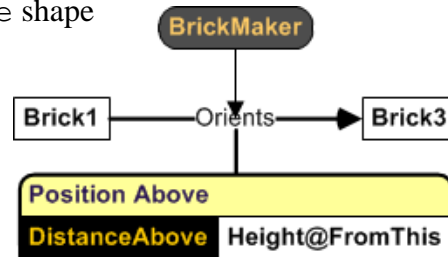 e shape
BrickMaker
Brick1 Orients Brick3
Position Above
DistanceAbove Height@FromThis